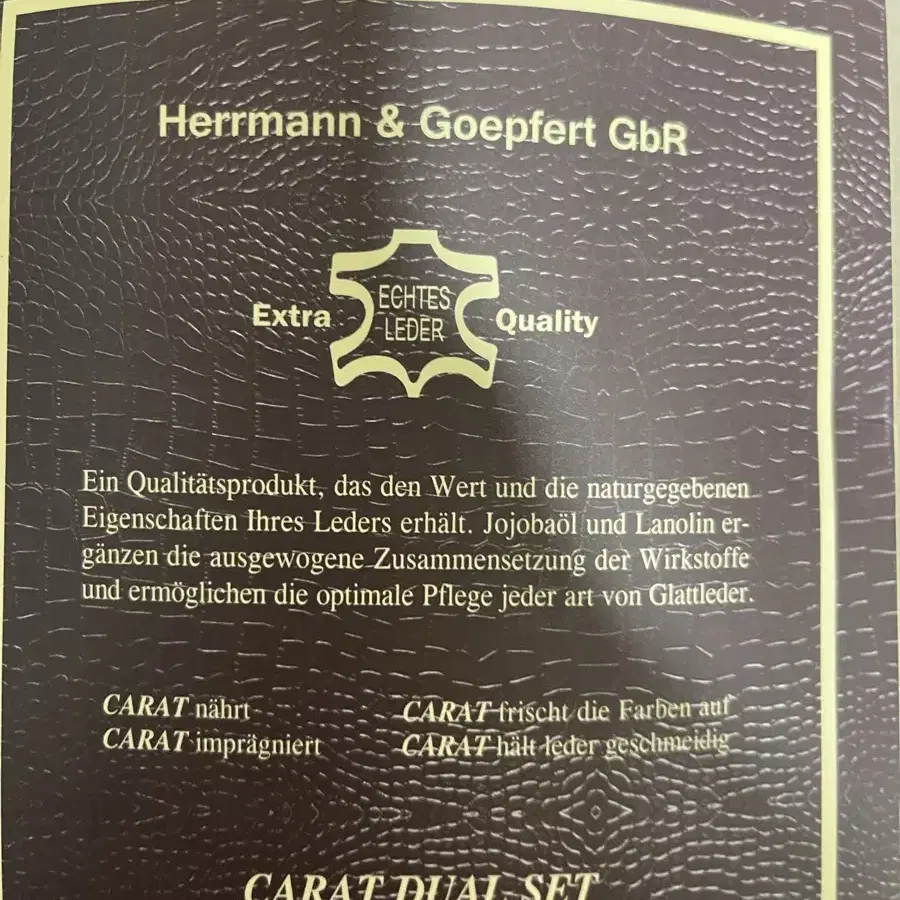 Herrmann & Goepfert GbR
Extra ECHTES LEDER Quality
Ein Qualitätsprodukt, das den Wert und die naturgegebenen
Eigenschaften Ihres Leders erhält. Jojobaöl und Lanolin er-
gänzen die ausgewogene Zusammensetzung der Wirkstoffe
und ermöglichen die optimale Pflege jeder art von Glattleder.
CARAT nährt
CARAT imprägniert
CARAT frischt die Farben auf
CARAT hält leder geschmeidig
CARAT DUAL SET